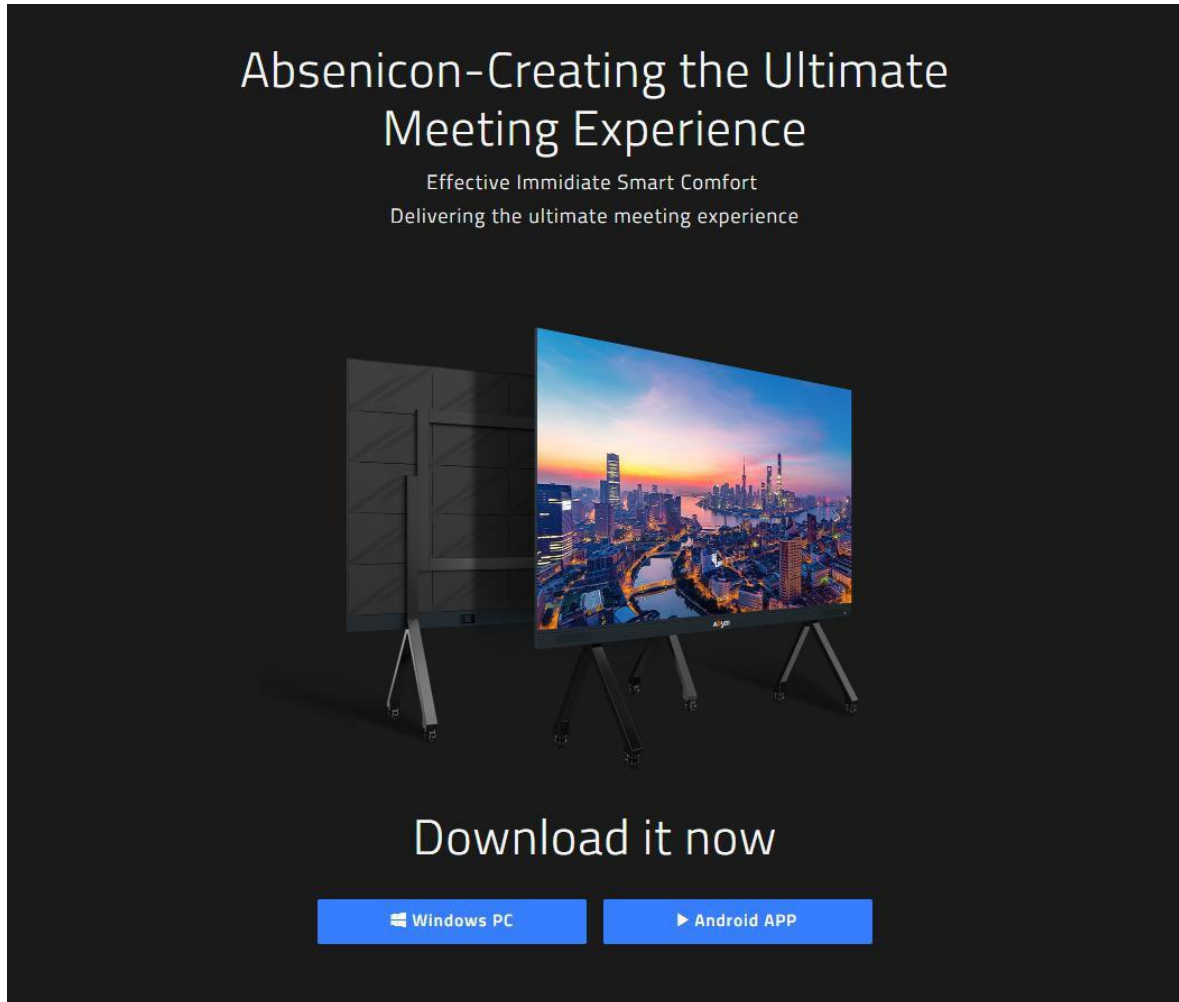 Absenicon-Creating the Ultimate
Meeting Experience
Effective Immidiate Smart Comfort
Delivering the ultimate meeting experience
Download it now
Windows PC
Android APP